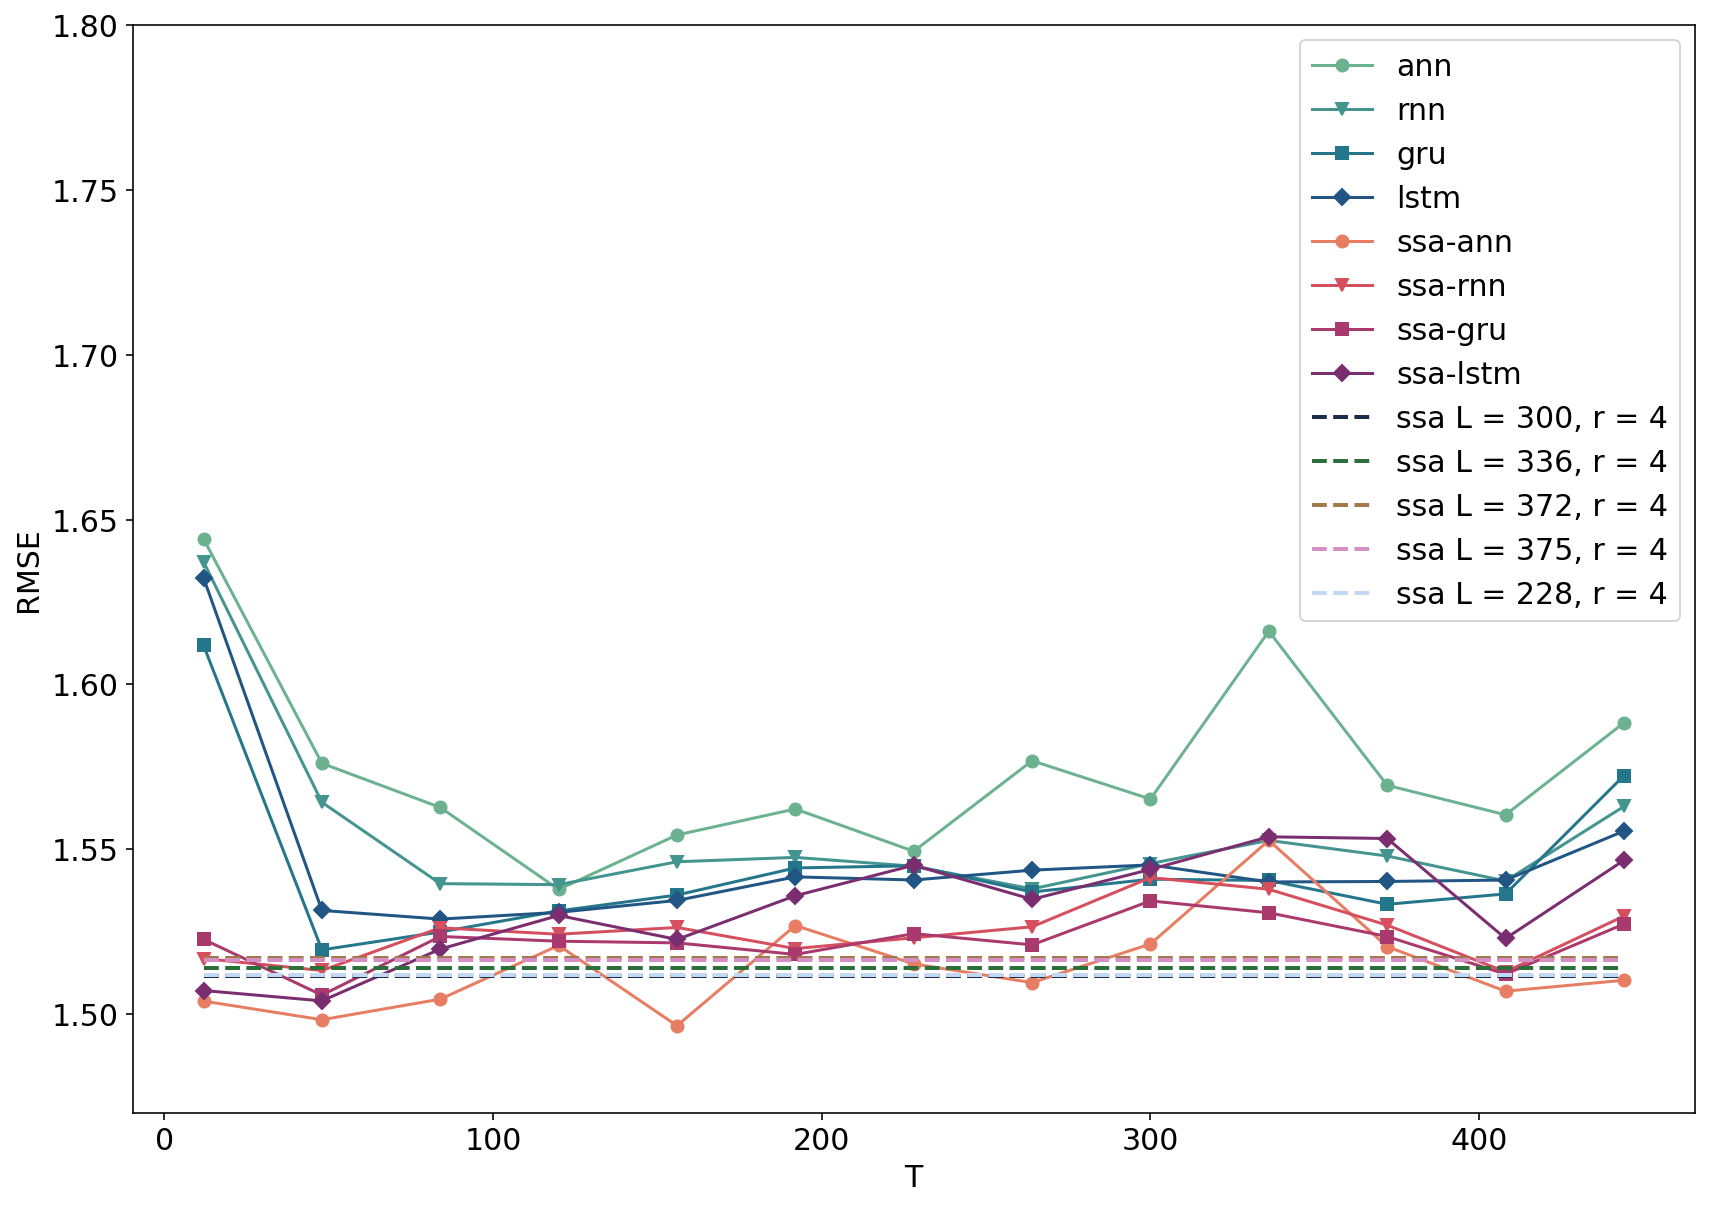 1.80
1.75
1.70
1.65
1.60
1.55
1.50
RMSE
0
100
200
300
400
T
ann
rnn
gru
lstm
ssa-ann
ssa-rnn
ssa-gru
ssa-lstm
ssa L = 300, r = 4
ssa L = 336, r = 4
ssa L = 372, r = 4
ssa L = 375, r = 4
ssa L = 228, r = 4